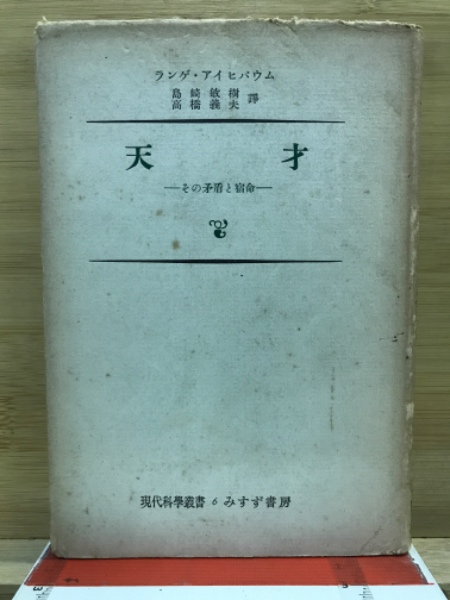 ランゲ・アイヒバウム
島崎敏樹
高橋義夫 譯
天才
—その矛盾と宿命—
現代科學叢書 6 みすず書房